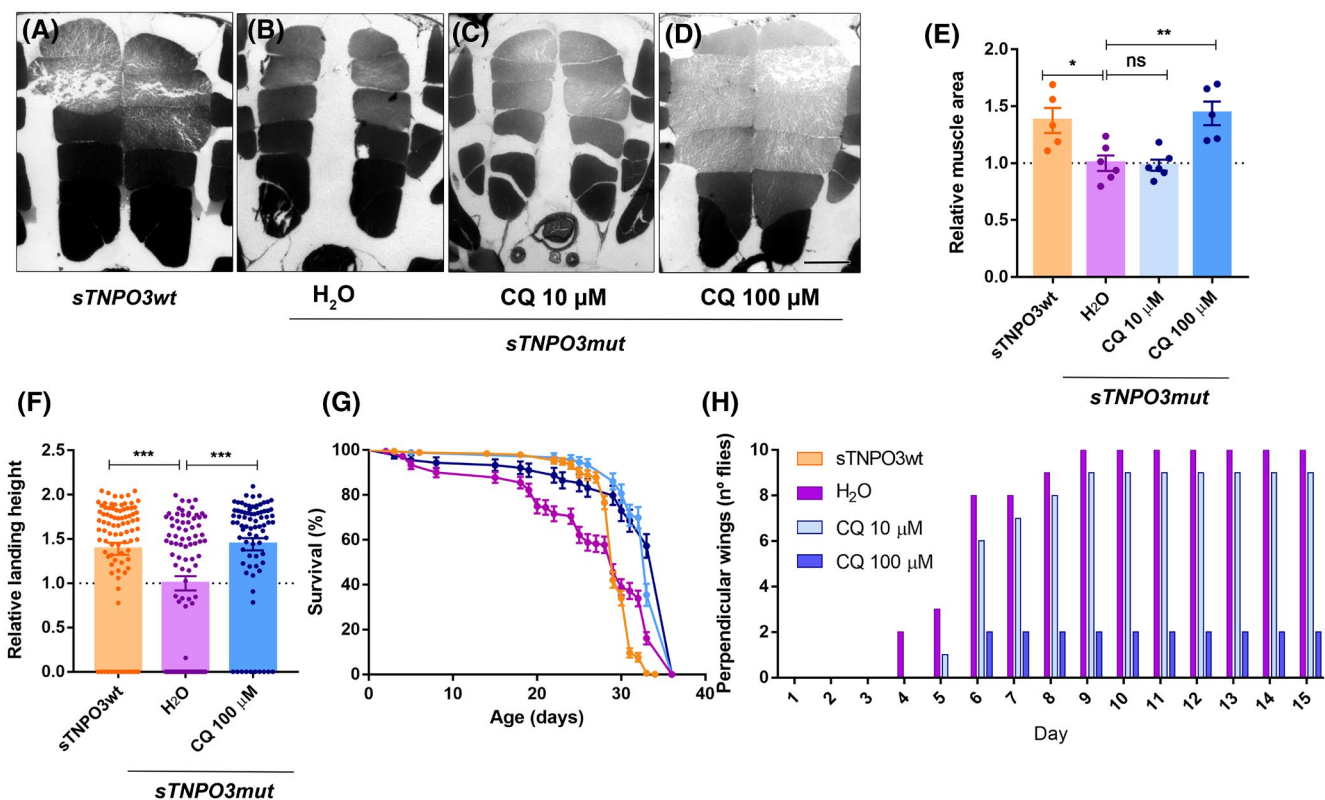 (A)
(B)
(C)
(D)
sTNPO3wt
H2O
CQ 10 μM
CQ 100 μM
sTNPO3mut
(E)
Relative muscle area
2.0
1.5
1.0
0.5
0.0
*
ns
**
sTNPO3wt
H2O
CQ 10 μM
CQ 100 μM
sTNPO3mut
(F)
Relative landing height
2.5
2.0
1.5
1.0
0.5
0.0
***
***
sTNPO3wt
H2O
CQ 100 μM
sTNPO3mut
(G)
Survival (%)
100
80
60
40
20
0
0 10 20 30 40
Age (days)
(H)
Perpendicular wings (nº flies)
10
8
6
4
2
0
sTNPO3wt
H2O
CQ 10 μM
CQ 100 μM
1 2 3 4 5 6 7 8 9 10 11 12 13 14 15
Day